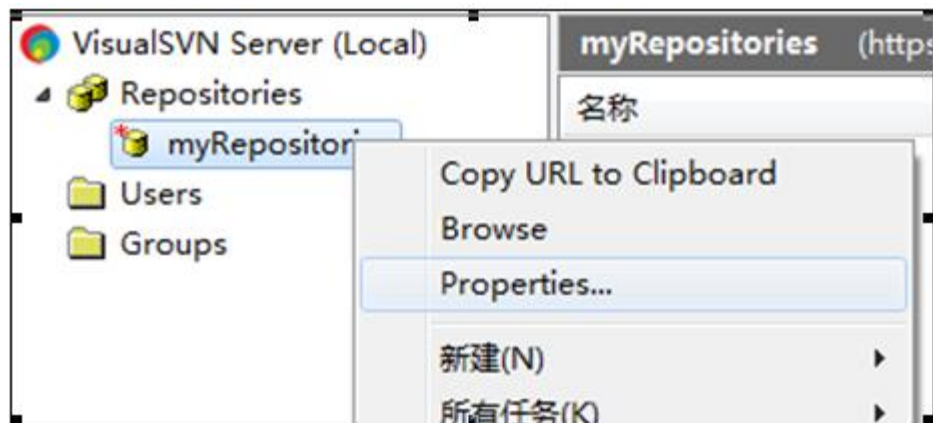 VisualSVN Server (Local)
Repositories
myRepositori
Users
Groups
myRepositories (https
名称
Copy URL to Clipboard
Browse
Properties...
新建(N)
所有任务(K)